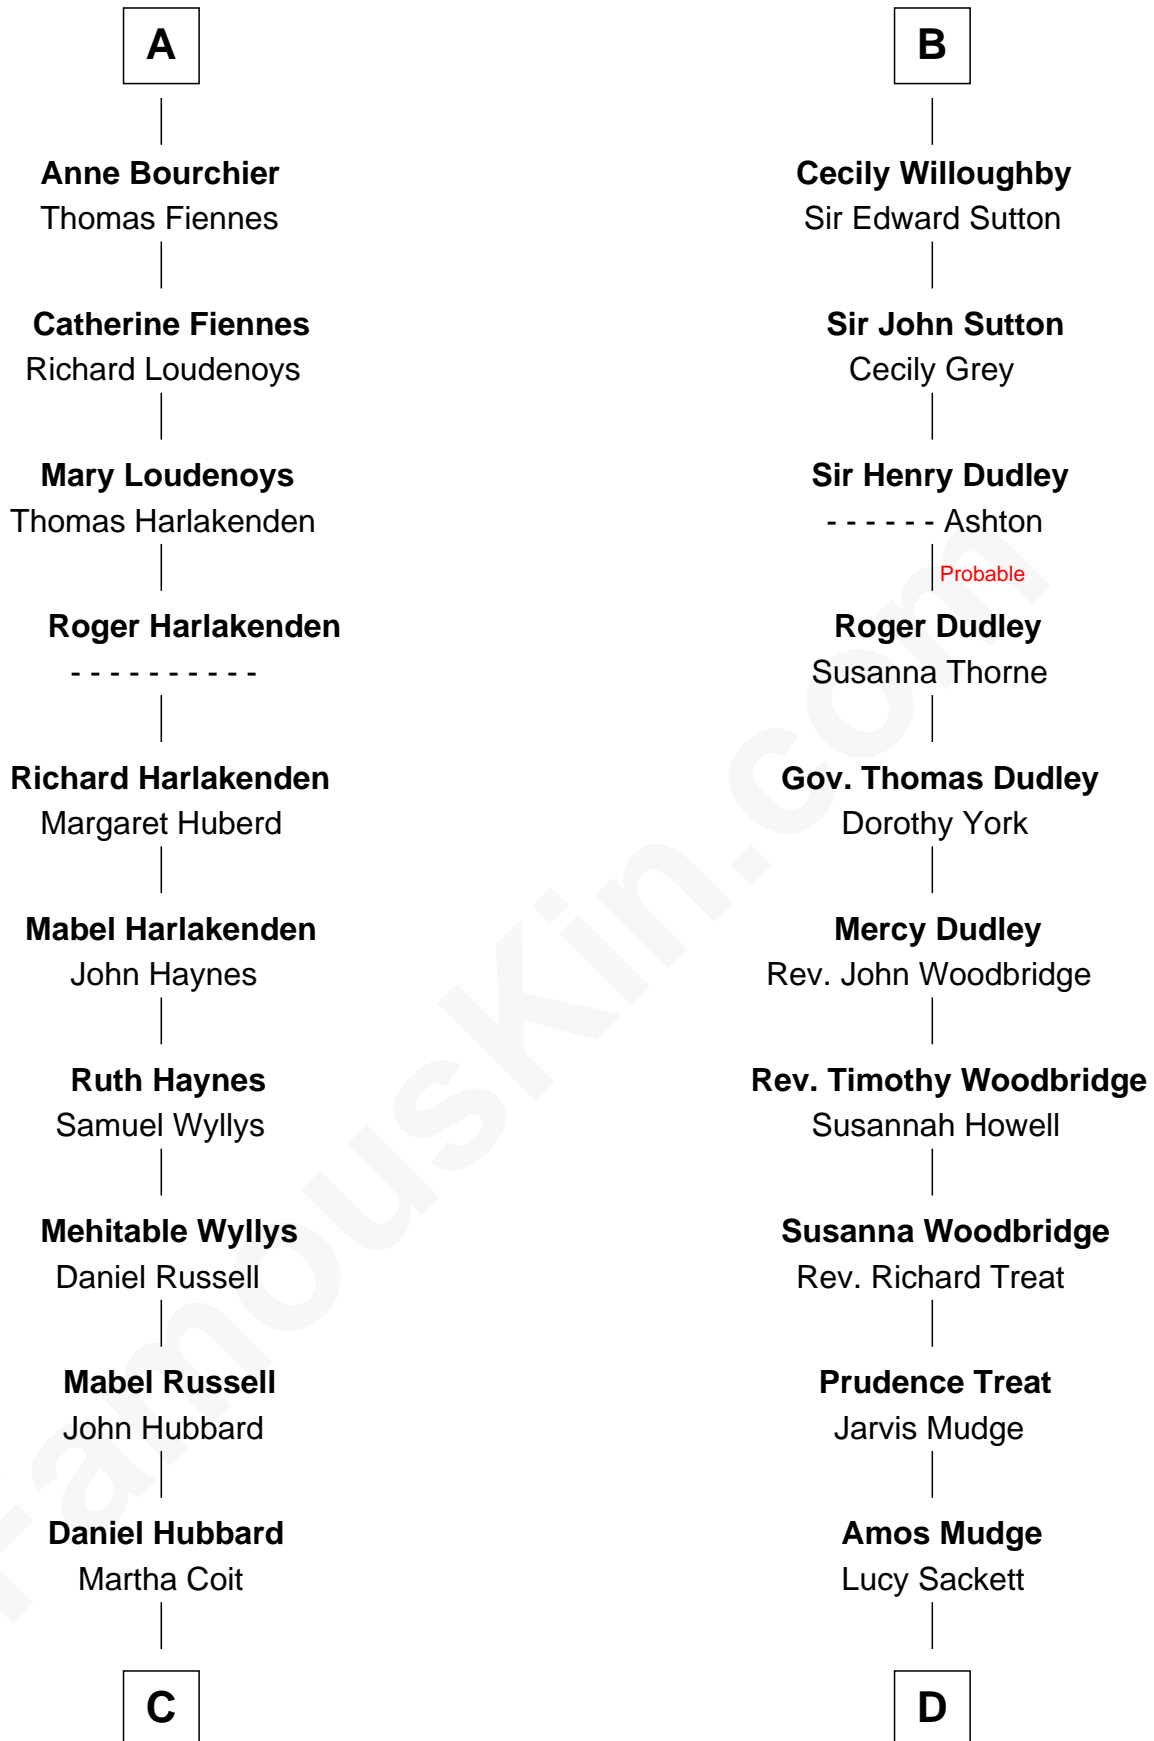 A
Anne Bourchier
Thomas Fiennes
Catherine Fiennes
Richard Loudenoys
Mary Loudenoys
Thomas Harlakenden
Roger Harlakenden
- - - - - - - - - -
Richard Harlakenden
Margaret Huberd
Mabel Harlakenden
John Haynes
Ruth Haynes
Samuel Wyllys
Mehitable Wyllys
Daniel Russell
Mabel Russell
John Hubbard
Daniel Hubbard
Martha Coit
C
B
Cecily Willoughby
Sir Edward Sutton
Sir John Sutton
Cecily Grey
Sir Henry Dudley
- - - - - - Ashton
Probable
Roger Dudley
Susanna Thorne
Gov. Thomas Dudley
Dorothy York
Mercy Dudley
Rev. John Woodbridge
Rev. Timothy Woodbridge
Susannah Howell
Susanna Woodbridge
Rev. Richard Treat
Prudence Treat
Jarvis Mudge
Amos Mudge
Lucy Sackett
D
FamousKin.com